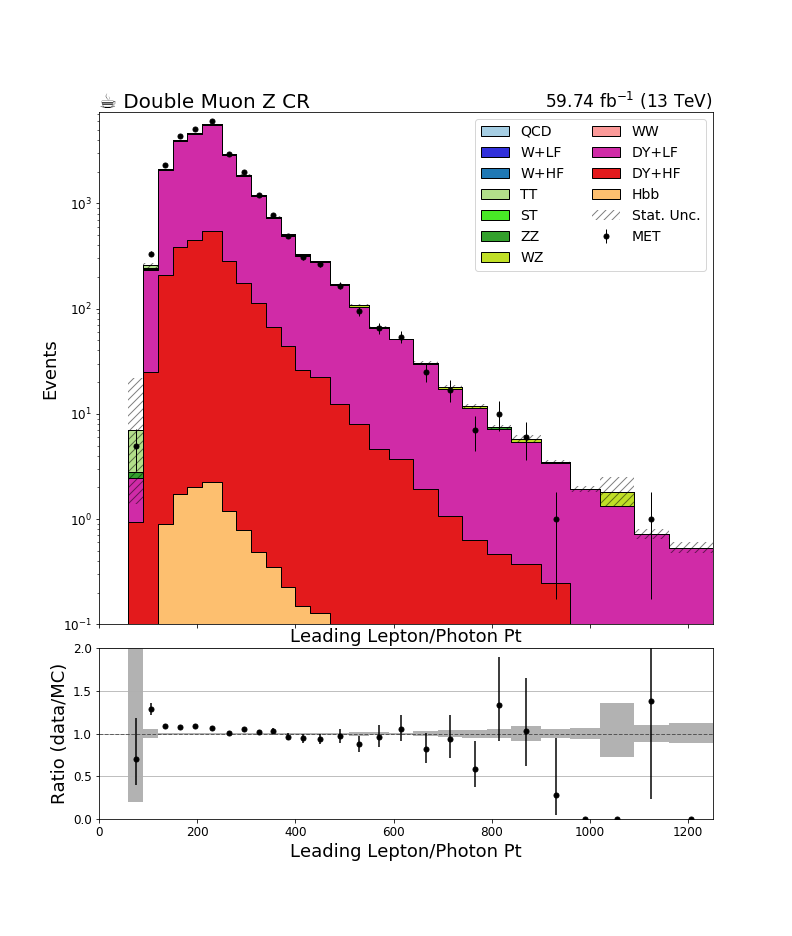 ☕ Double Muon Z CR 59.74 fb⁻¹ (13 TeV)
QCD WW
W+LF DY+LF
W+HF DY+HF
TT Hbb
ST Stat. Unc.
ZZ MET
WZ
10³
10²
10¹
10⁰
10⁻¹
Events
Leading Lepton/Photon Pt
2.0
1.5
1.0
0.5
0.0
Ratio (data/MC)
0 200 400 600 800 1000 1200
Leading Lepton/Photon Pt